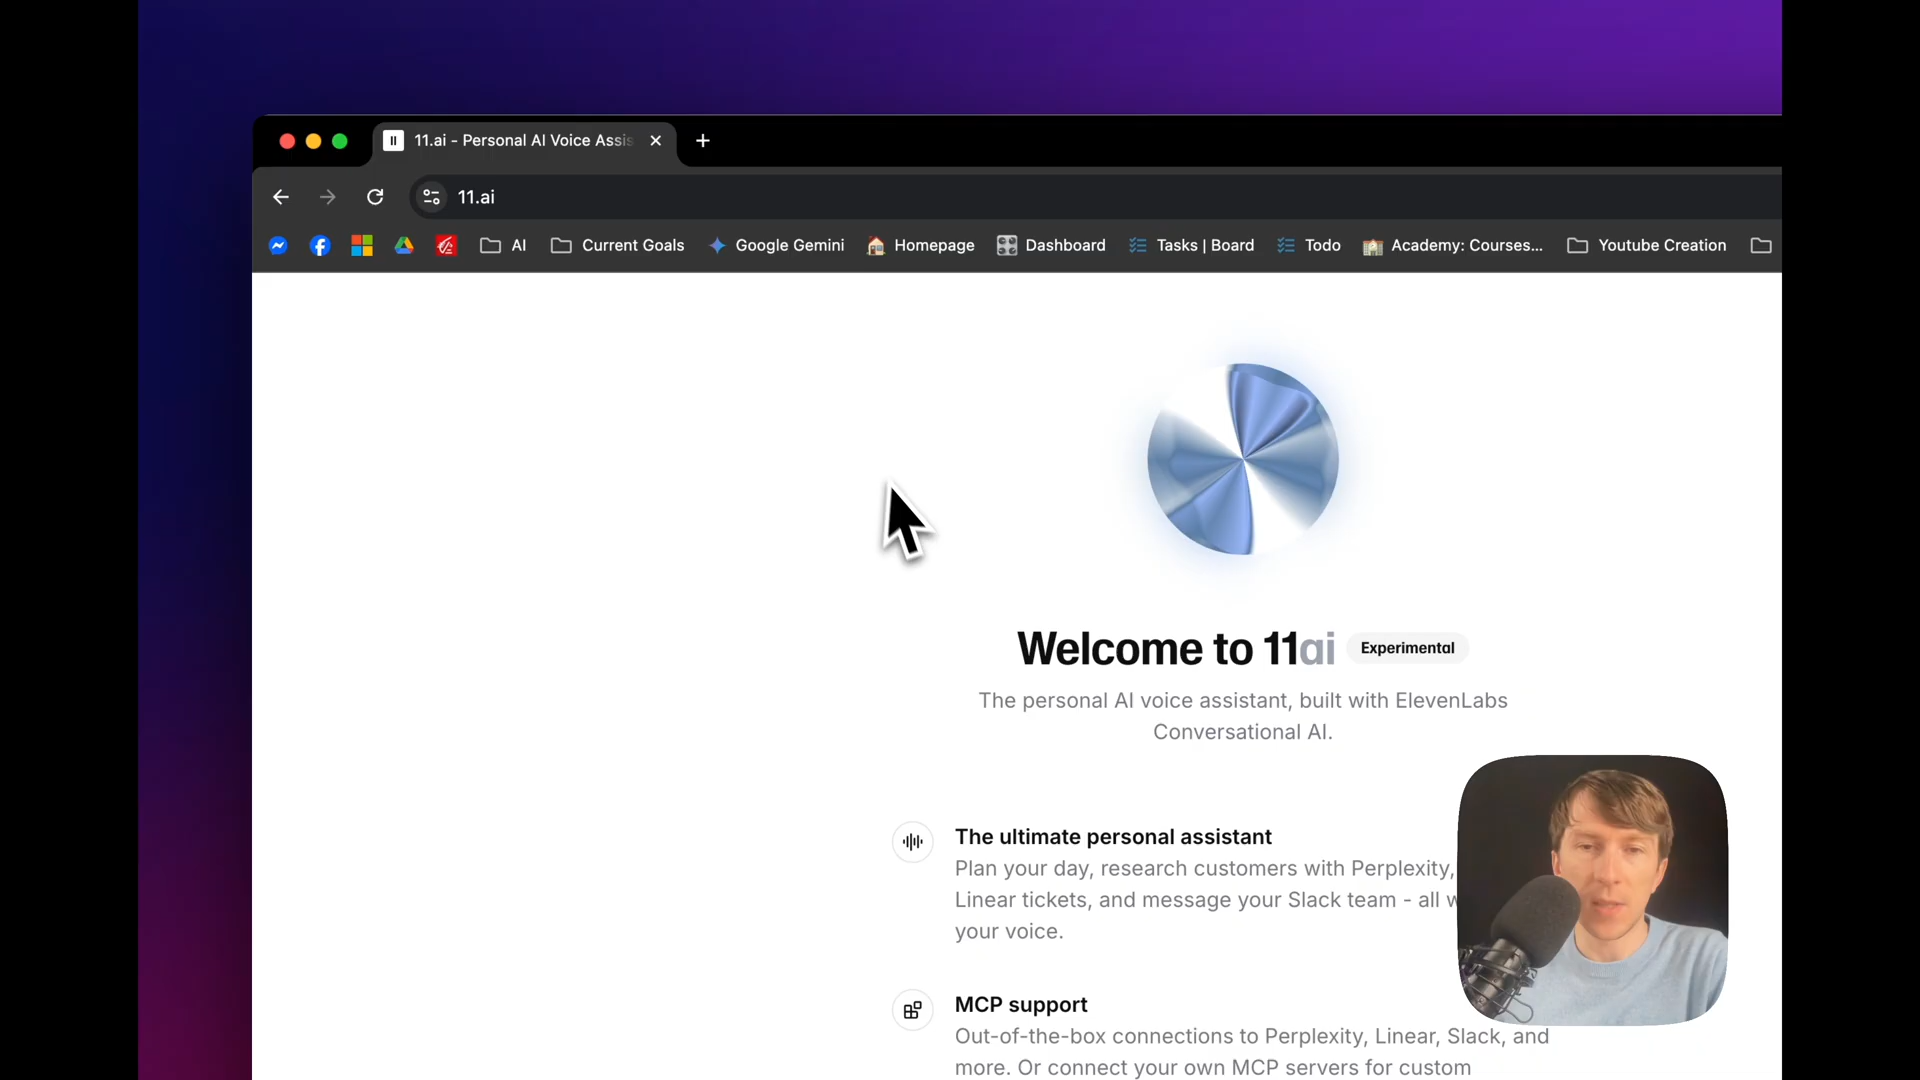 11.ai - Personal AI Voice Assis
11.ai
AI Current Goals Google Gemini Homepage Dashboard Tasks | Board Todo Academy: Courses... Youtube Creation
Welcome to 11ai Experimental
The personal AI voice assistant, built with ElevenLabs
Conversational AI.
The ultimate personal assistant
Plan your day, research customers with Perplexity,
Linear tickets, and message your Slack team - all
your voice.
MCP support
Out-of-the-box connections to Perplexity, Linear, Slack, and
more. Or connect your own MCP servers for custom